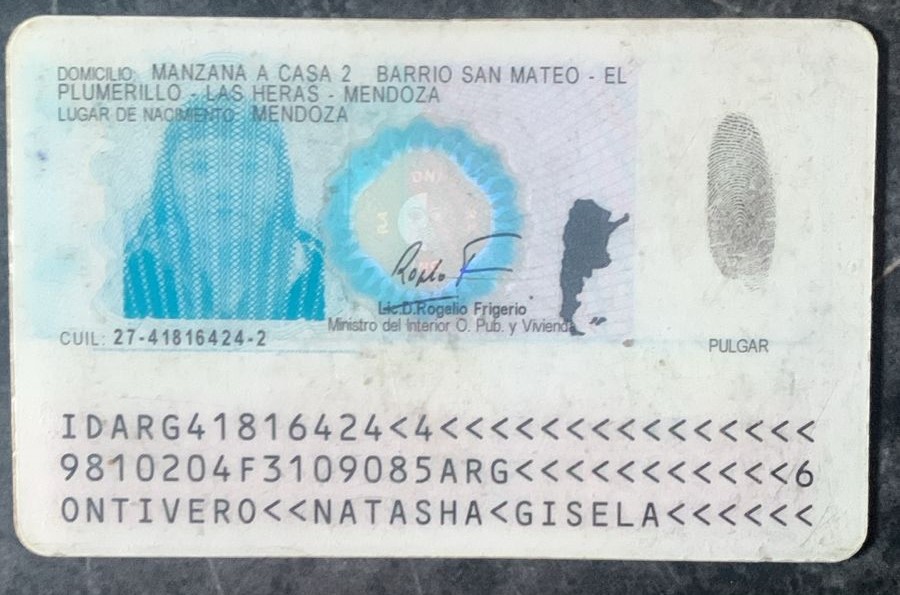 DOMICILIO: MANZANA A CASA 2 BARRIO SAN MATEO - EL
PLUMERILLO - LAS HERAS - MENDOZA
LUGAR DE NACIMIENTO: MENDOZA
DNI
Lic.D.Rogelio Frigerio
Ministro del Interior O. Pub. y Vivienda
CUIL: 27-41816424-2
PULGAR
IDARG41816424<4<<<<<<<<<<<<<<<
9810204F3109085ARG<<<<<<<<<<<6
ONTIVERO<<NATASHA<GISELA<<<<<<